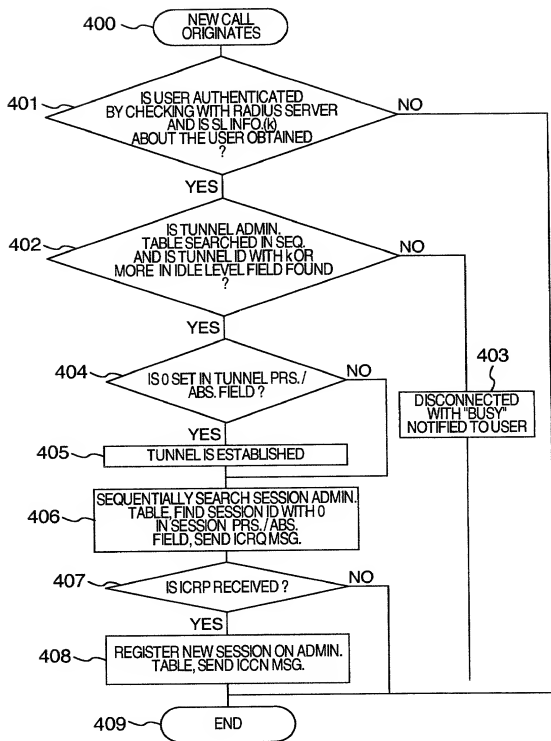 400
NEW CALL
ORIGINATES
401
IS USER AUTHENTICATED
BY CHECKING WITH RADIUS SERVER
AND IS SL INFO.(k)
ABOUT THE USER OBTAINED
?
NO
YES
402
IS TUNNEL ADMIN.
TABLE SEARCHED IN SEQ.
AND IS TUNNEL ID WITH k OR
MORE IN IDLE LEVEL FIELD FOUND
?
NO
YES
403
DISCONNECTED
WITH "BUSY"
NOTIFIED TO USER
404
IS 0 SET IN TUNNEL PRS./
ABS. FIELD ?
NO
YES
405
TUNNEL IS ESTABLISHED
406
SEQUENTIALLY SEARCH SESSION ADMIN.
TABLE, FIND SESSION ID WITH 0
IN SESSION PRS./ABS.
FIELD, SEND ICRQ MSG.
407
IS ICRP RECEIVED ?
NO
YES
408
REGISTER NEW SESSION ON ADMIN.
TABLE, SEND ICCN MSG.
409
END